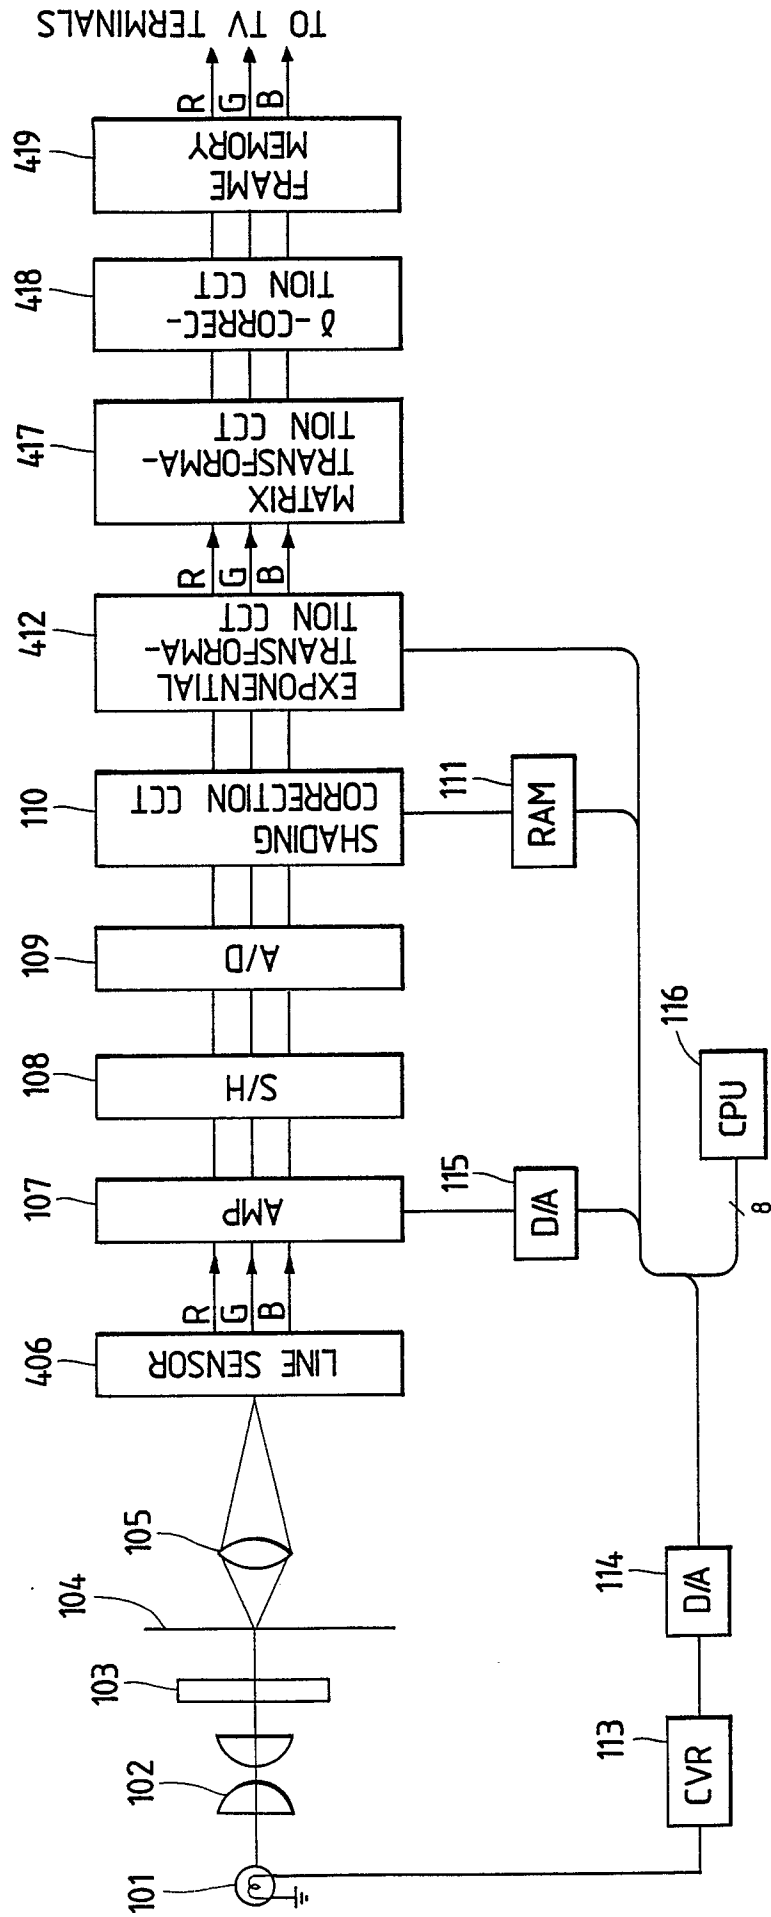 101
102
103
104
105
406
LINE SENSOR
R
G
B
107
AMP
108
S/H
109
A/D
110
SHADING
CORRECTION CCT
412
EXPONENTIAL
TRANSFORMA-
TION CCT
R
G
B
417
MATRIX
TRANSFORMA-
TION CCT
418
γ-CORREC-
TION CCT
419
FRAME
MEMORY
R
G
B
TO TV TERMINALS
115
D/A
111
RAM
113
CVR
114
D/A
116
CPU
8